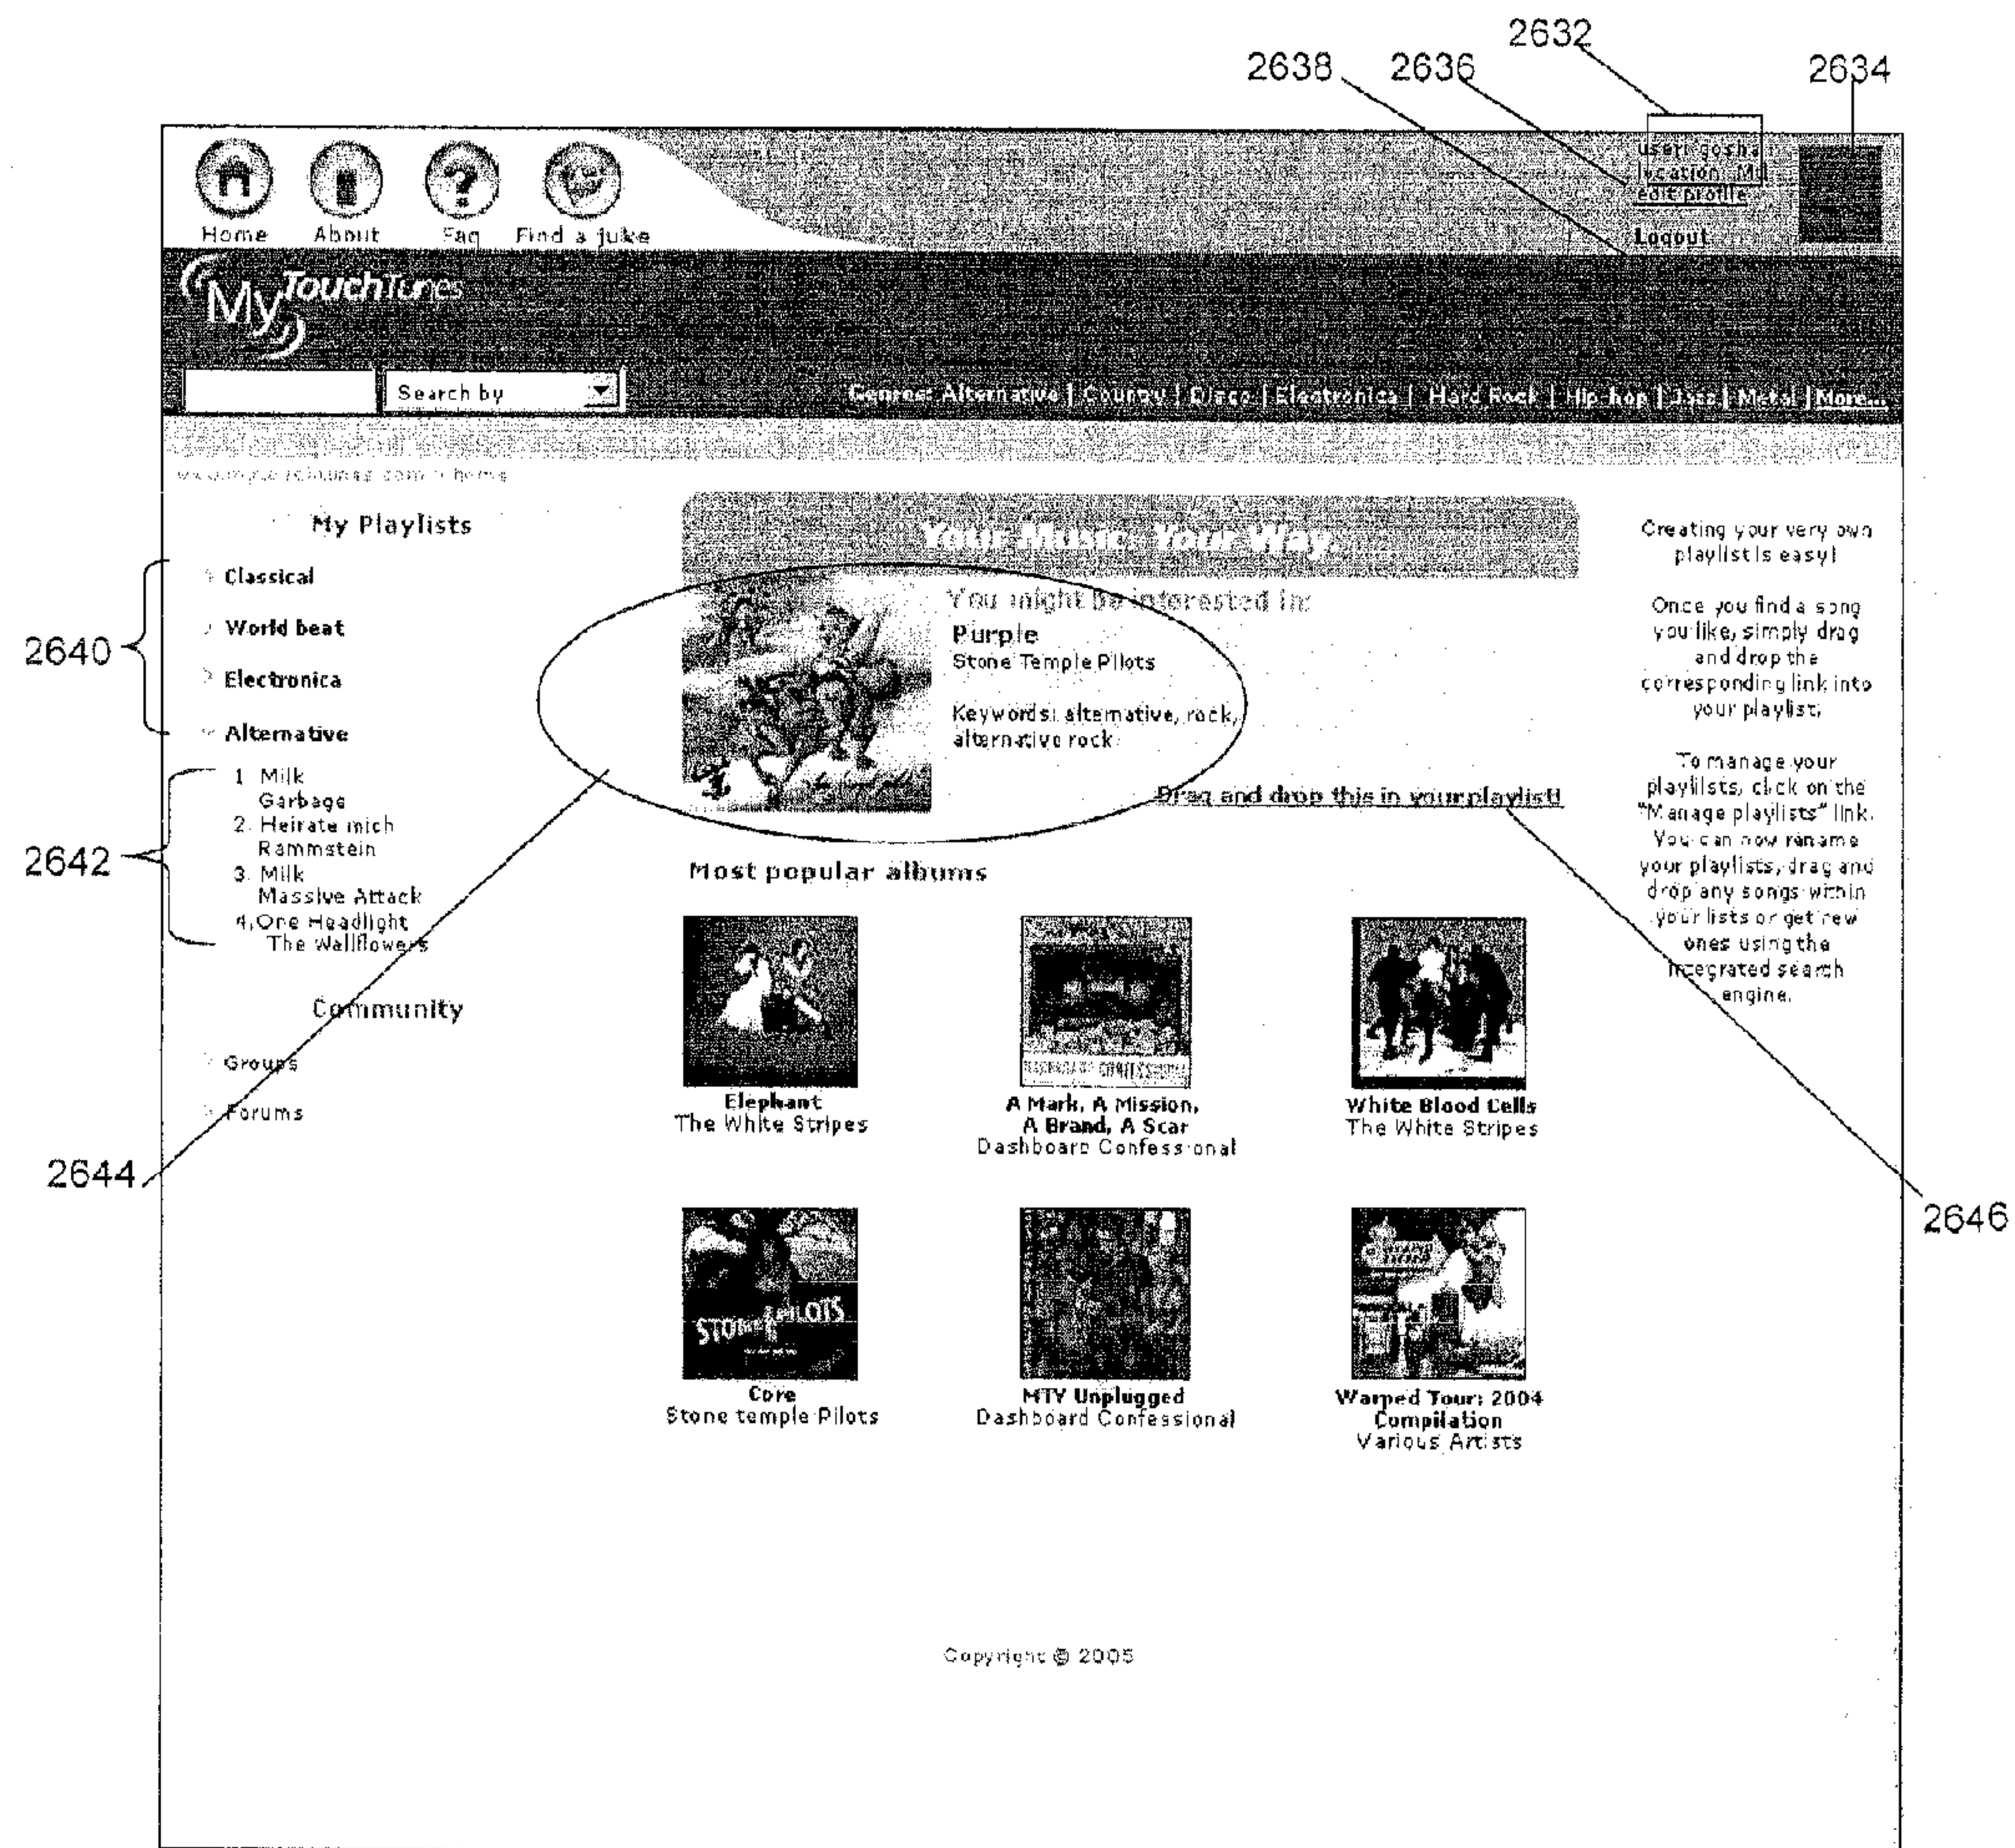 2632
2638 2636 2634
user: gosha
location: M
edit profile
Logout
Home About Faq Find a juke
My TouchTunes
Search by
Genres: Alternative | Country | Disco | Electronica | Hard Rock | Hip-hop | Jazz | Metal | More...
My Playlists
2640
Classical
World beat
Electronica
Alternative
2642
1 Milk
Garbage
2. Heirate mich
Rammstein
3. Milk
Massive Attack
4. One Headlight
The Wallflowers
Community
Groups
Forums
2644
Your Music. Your Way.
You might be interested in:
Purple
Stone Temple Pilots
Keywords: alternative, rock,
alternative rock
Drag and drop this in your playlist!
Most popular albums
Elephant
The White Stripes
A Mark, A Mission,
A Brand, A Scar
Dashboard Confessional
White Blood Cells
The White Stripes
STONE PILOTS
Core
Stone temple Pilots
MTV Unplugged
Dashboard Confessional
Warped Tour: 2004
Compilation
Various Artists
Creating your very own
playlist is easy!
Once you find a song
you like, simply drag
and drop the
corresponding link into
your playlist.
To manage your
playlists, click on the
"Manage playlists" link.
You can now rename
your playlists, drag and
drop any songs within
your lists or get new
ones using the
integrated search
engine.
2646
Copyright © 2005